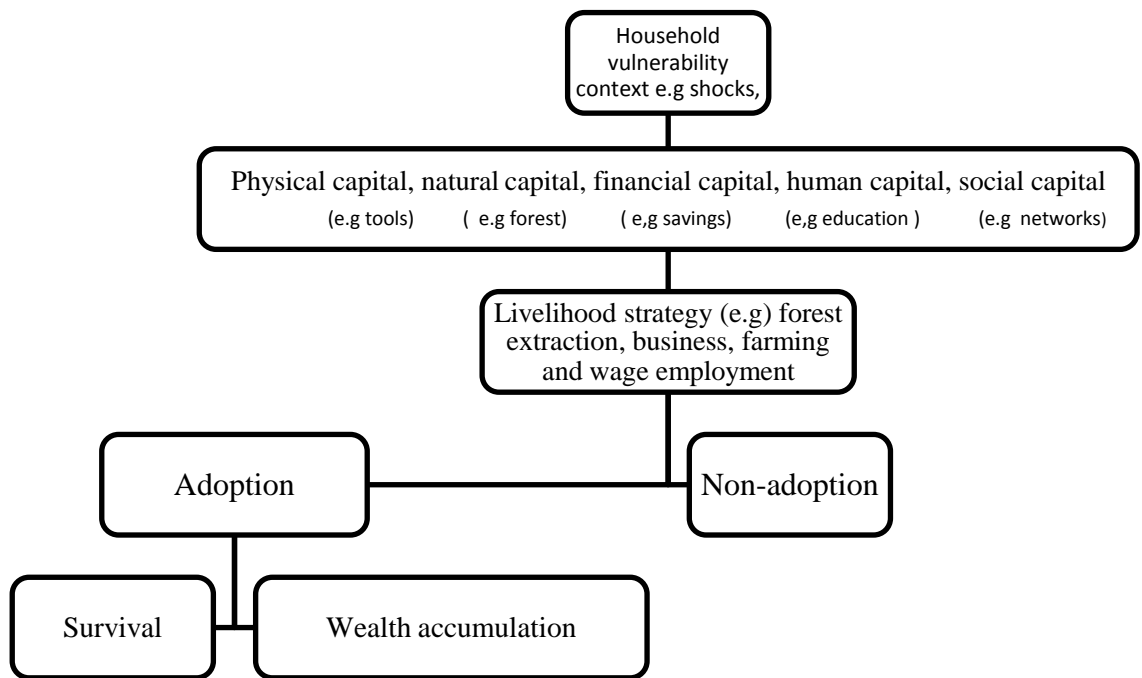 Household
vulnerability
context e.g shocks,
Physical capital, natural capital, financial capital, human capital, social capital
(e.g tools) ( e.g forest) ( e,g savings) (e,g education ) (e.g networks)
Livelihood strategy (e.g) forest
extraction, business, farming
and wage employment
Adoption
Non-adoption
Survival
Wealth accumulation